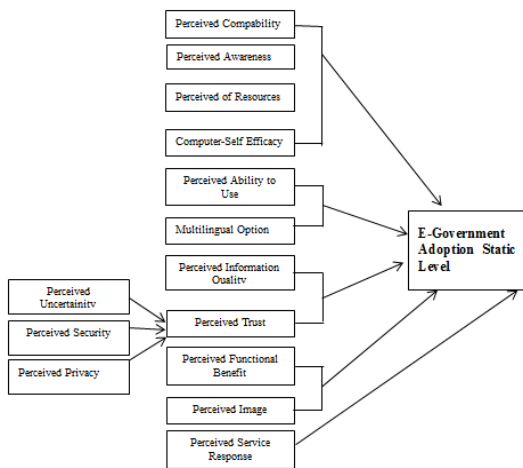 Perceived Compability
Perceived Awareness
Perceived of Resources
Computer-Self Efficacy
Perceived Ability to
Use
Multilingual Option
Perceived Information
Quality
Perceived Uncertainity
Perceived Security
Perceived Privacy
Perceived Trust
Perceived Functional
Benefit
Perceived Image
Perceived Service
Response
E-Government
Adoption Static
Level